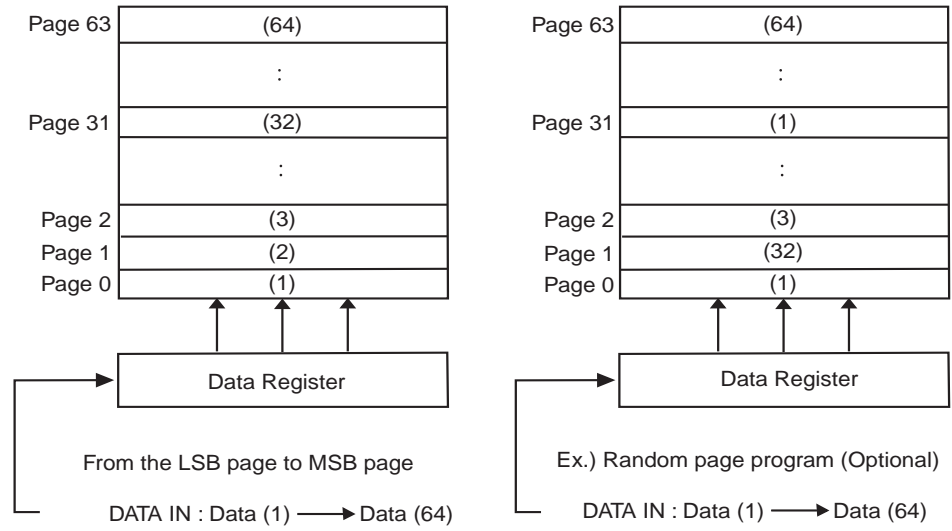 Page 63 (64)
:
Page 31 (32)
:
Page 2 (3)
Page 1 (2)
Page 0 (1)
Data Register
From the LSB page to MSB page
DATA IN : Data (1) → Data (64)
Page 63 (64)
:
Page 31 (1)
:
Page 2 (3)
Page 1 (32)
Page 0 (1)
Data Register
Ex.) Random page program (Optional)
DATA IN : Data (1) → Data (64)